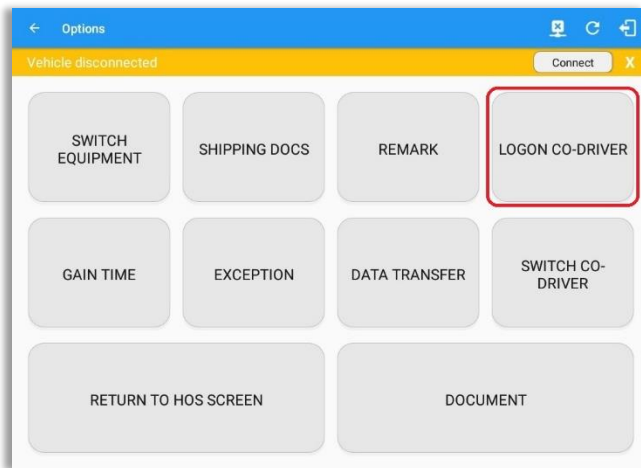 Options
Vehicle disconnected
Connect
X
SWITCH
EQUIPMENT
SHIPPING DOCS
REMARK
LOGON CO-DRIVER
GAIN TIME
EXCEPTION
DATA TRANSFER
SWITCH CO-
DRIVER
RETURN TO HOS SCREEN
DOCUMENT